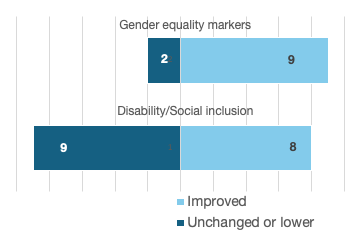 Gender equality markers
2 9
Disability/Social inclusion
9 8
Improved
Unchanged or lower